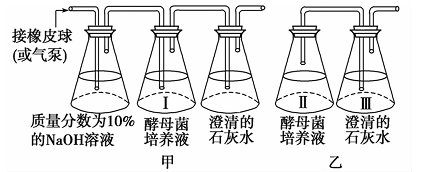 接橡皮球
(或气泵)
Ⅰ
Ⅱ
Ⅲ
质量分数为10%
的NaOH溶液
酵母菌
培养液
澄清的
石灰水
酵母菌
培养液
澄清的
石灰水
甲
乙